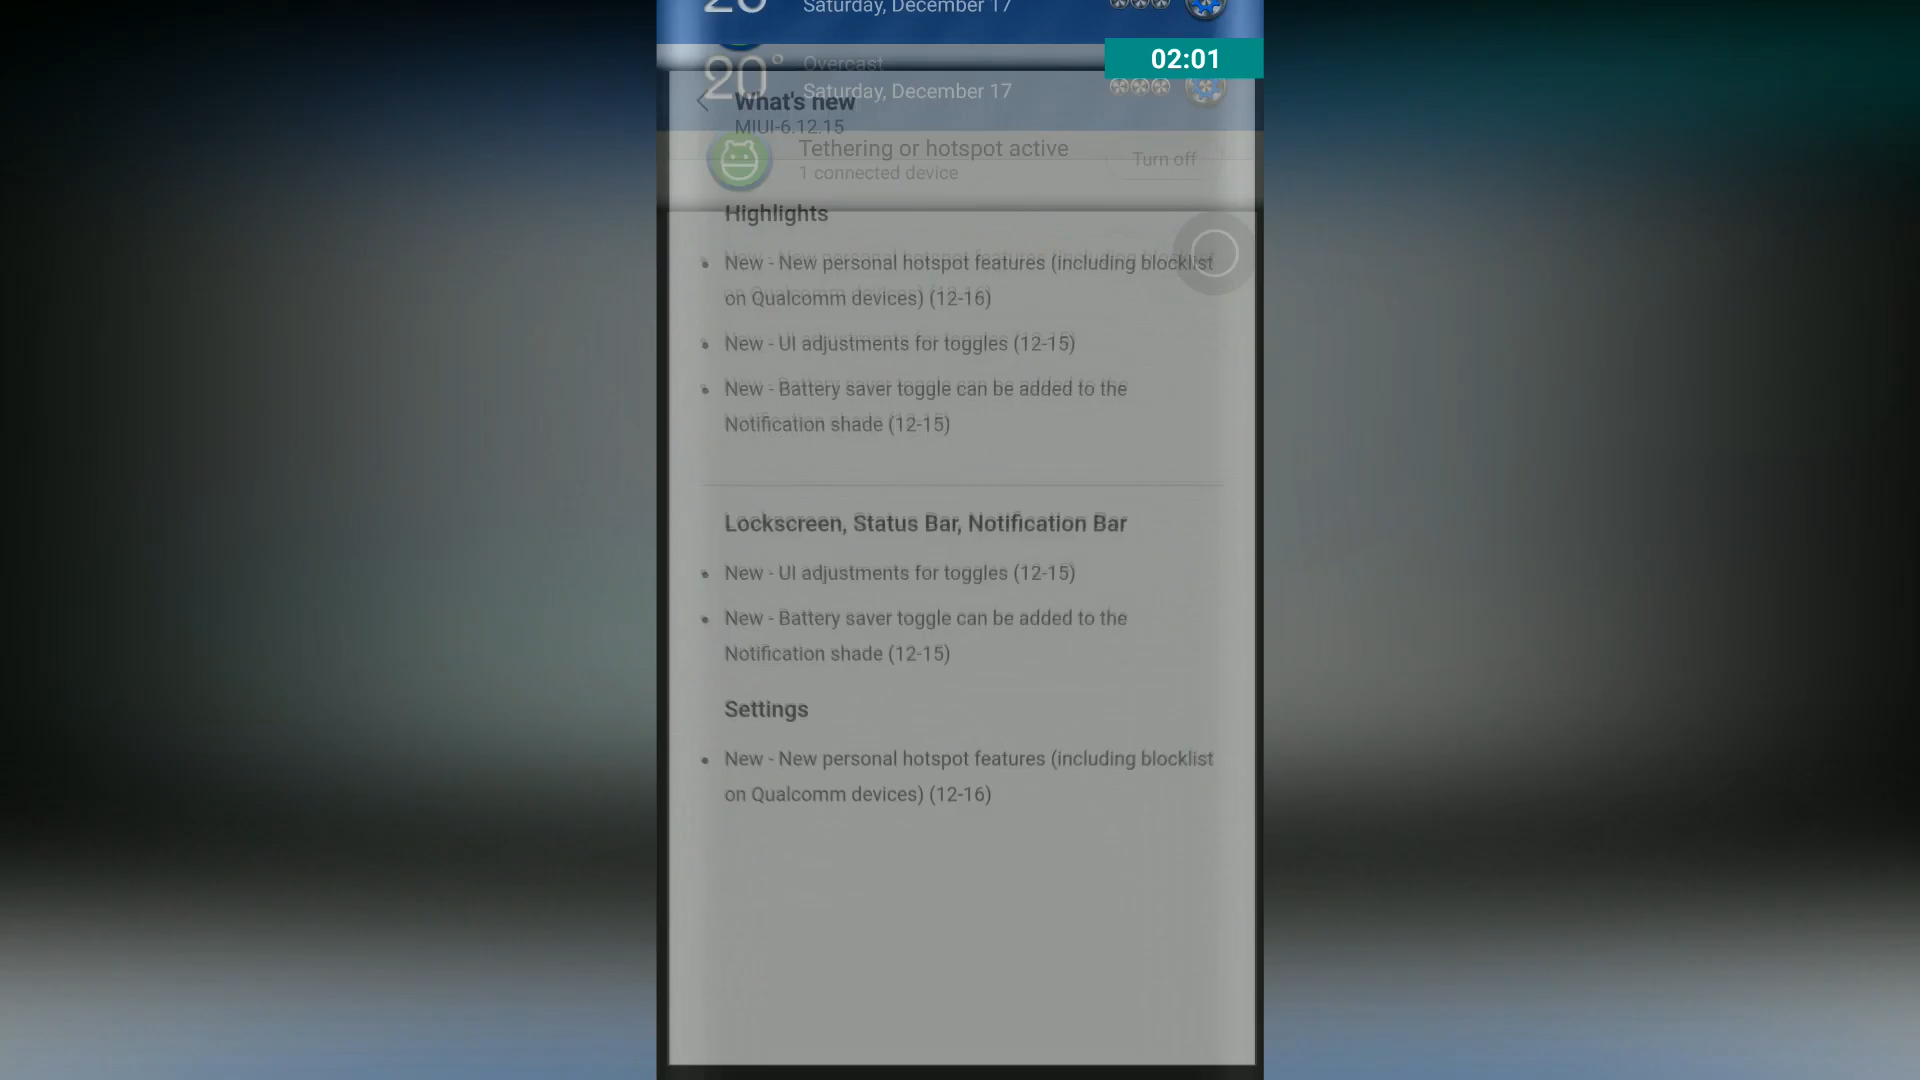 20
Saturday, December 17
02:01
20° Overcast
Saturday, December 17
What's new
MIUI-6.12.15
Tethering or hotspot active
1 connected device
Turn off
Highlights
• New - New personal hotspot features (including blocklist
on Qualcomm devices) (12-16)
• New - UI adjustments for toggles (12-15)
• New - Battery saver toggle can be added to the
Notification shade (12-15)
Lockscreen, Status Bar, Notification Bar
• New - UI adjustments for toggles (12-15)
• New - Battery saver toggle can be added to the
Notification shade (12-15)
Settings
• New - New personal hotspot features (including blocklist
on Qualcomm devices) (12-16)